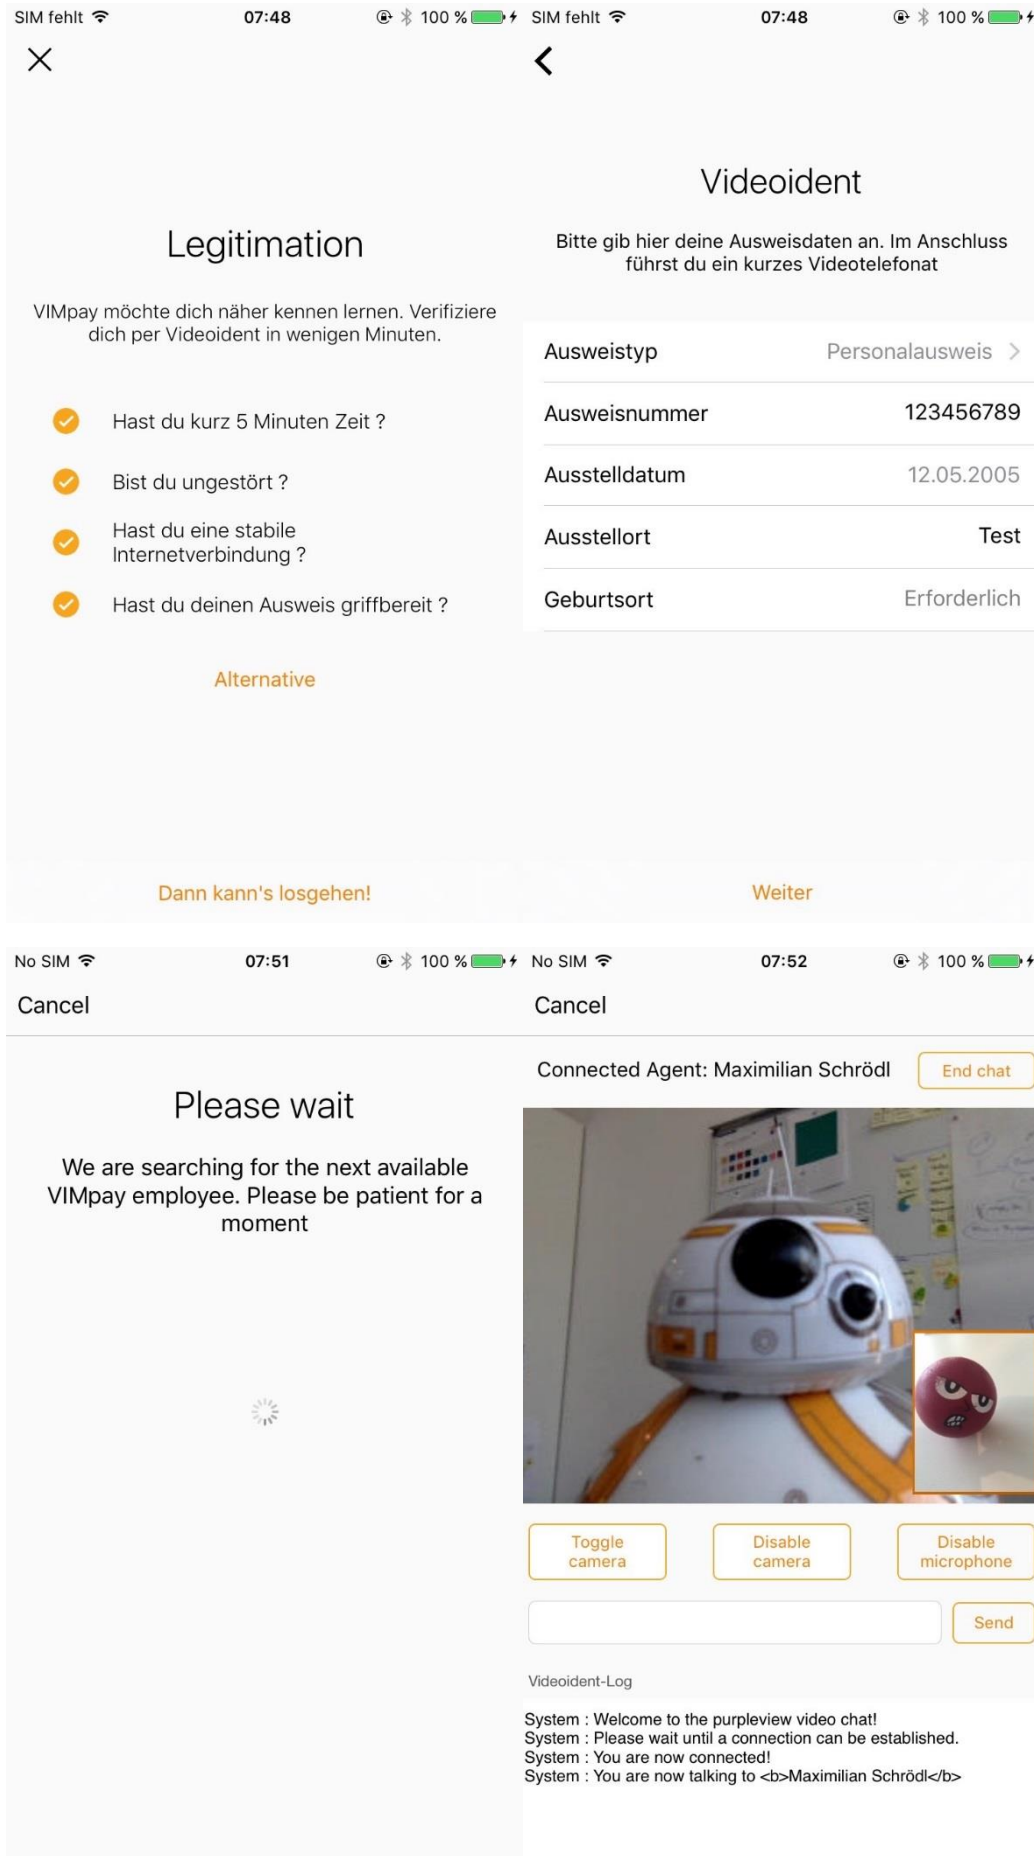 SIM fehlt 07:48 100 %
Legitimation
VIMpay möchte dich näher kennen lernen. Verifiziere
dich per Videoident in wenigen Minuten.
Hast du kurz 5 Minuten Zeit ?
Bist du ungestört ?
Hast du eine stabile
Internetverbindung ?
Hast du deinen Ausweis griffbereit ?
Alternative
Dann kann's losgehen!
SIM fehlt 07:48 100 %
Videoident
Bitte gib hier deine Ausweisdaten an. Im Anschluss
führst du ein kurzes Videotelefonat
Ausweistyp Personalausweis
Ausweisnummer 123456789
Ausstelldatum 12.05.2005
Ausstellort Test
Geburtsort Erforderlich
Weiter
No SIM 07:51 100 %
Cancel
Please wait
We are searching for the next available
VIMpay employee. Please be patient for a
moment
No SIM 07:52 100 %
Cancel
Connected Agent: Maximilian Schrödl End chat
Toggle
camera
Disable
camera
Disable
microphone
Send
Videoident-Log
System : Welcome to the purpleview video chat!
System : Please wait until a connection can be established.
System : You are now connected!
System : You are now talking to <b>Maximilian Schrödl</b>